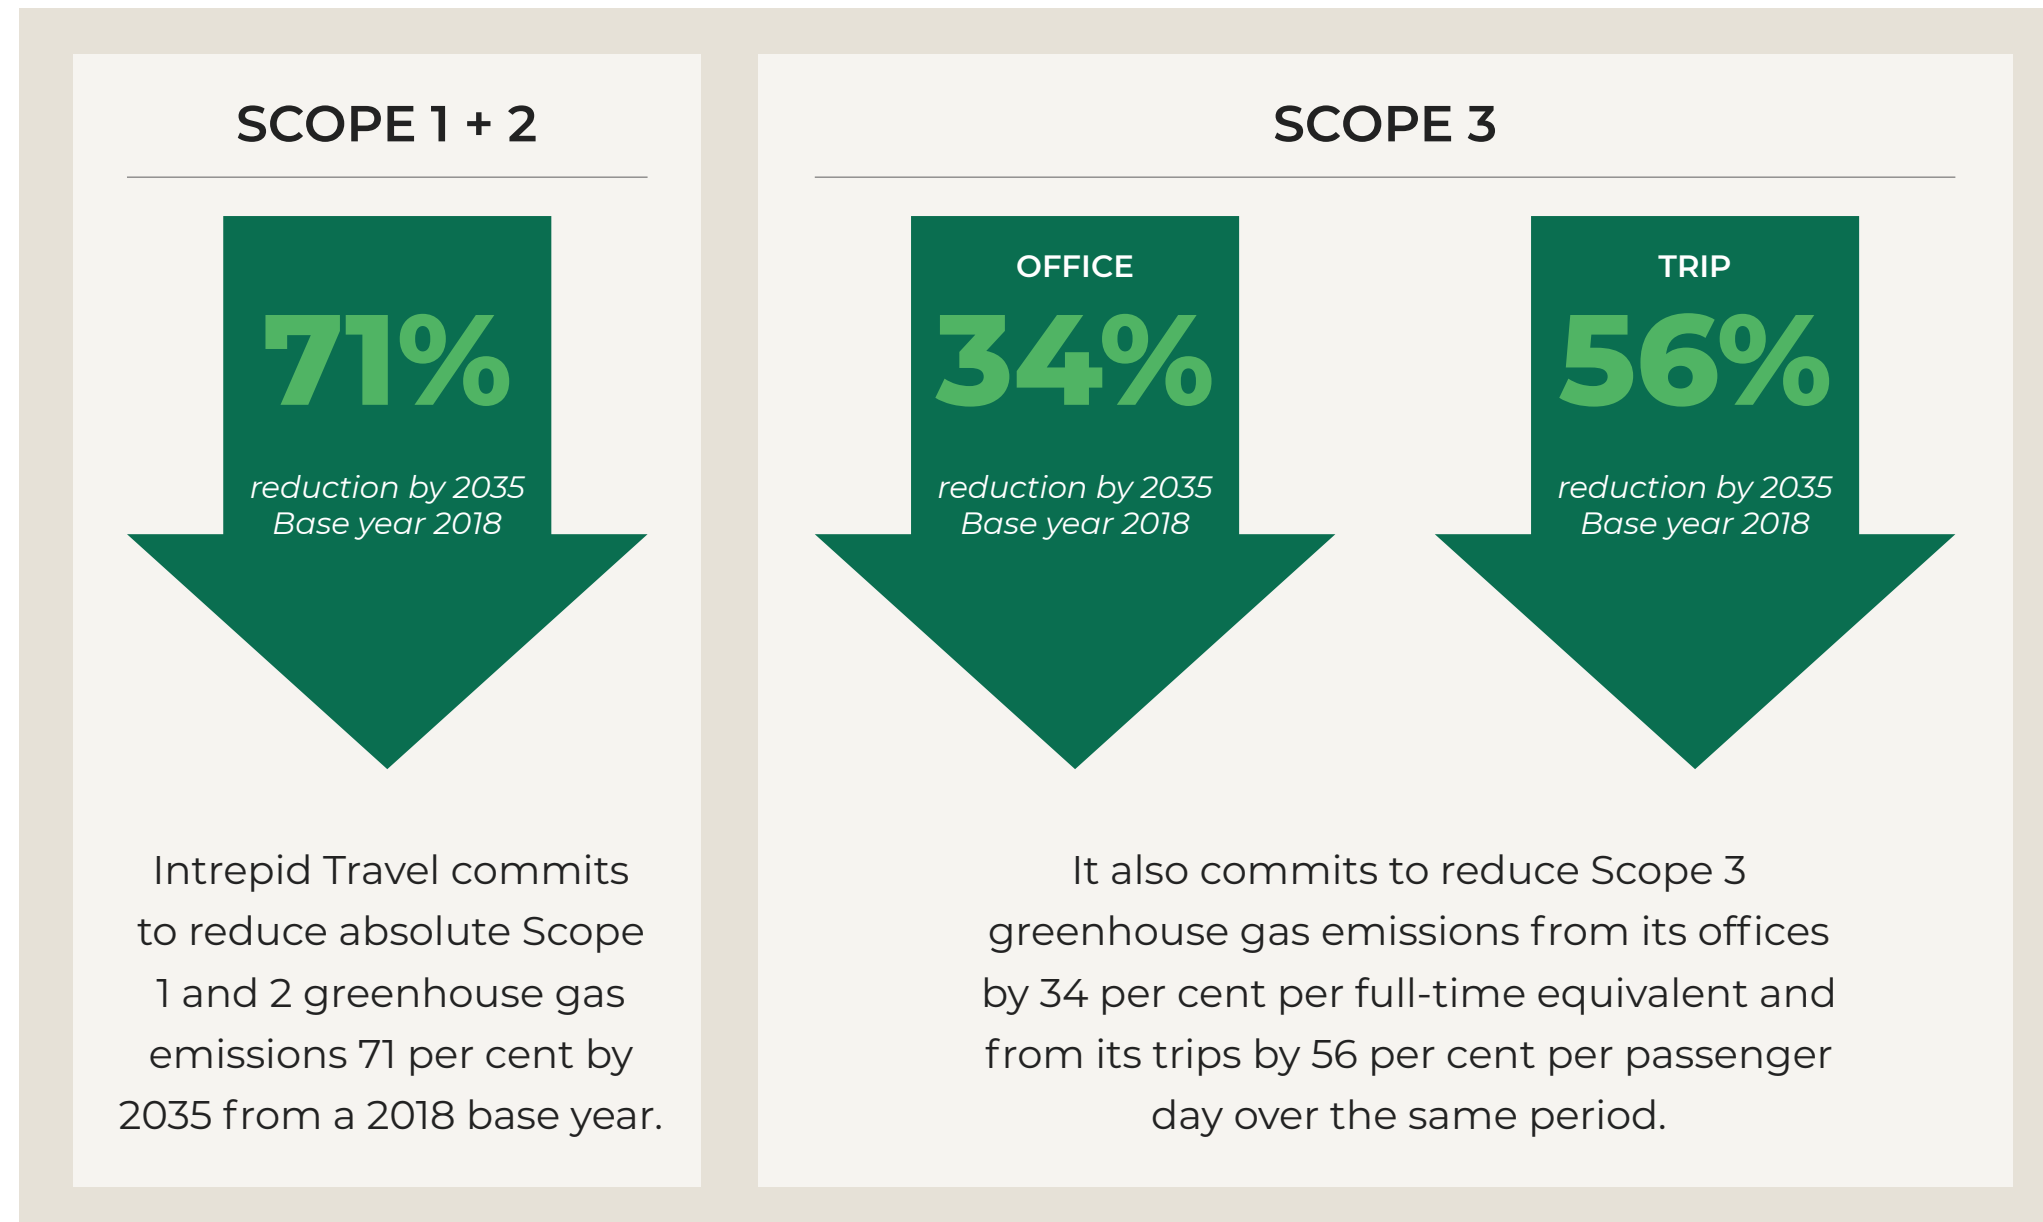 SCOPE 1 + 2
71%
reduction by 2035
Base year 2018
Intrepid Travel commits
to reduce absolute Scope
1 and 2 greenhouse gas
emissions 71 per cent by
2035 from a 2018 base year.
SCOPE 3
OFFICE
34%
reduction by 2035
Base year 2018
TRIP
56%
reduction by 2035
Base year 2018
It also commits to reduce Scope 3
greenhouse gas emissions from its offices
by 34 per cent per full-time equivalent and
from its trips by 56 per cent per passenger
day over the same period.